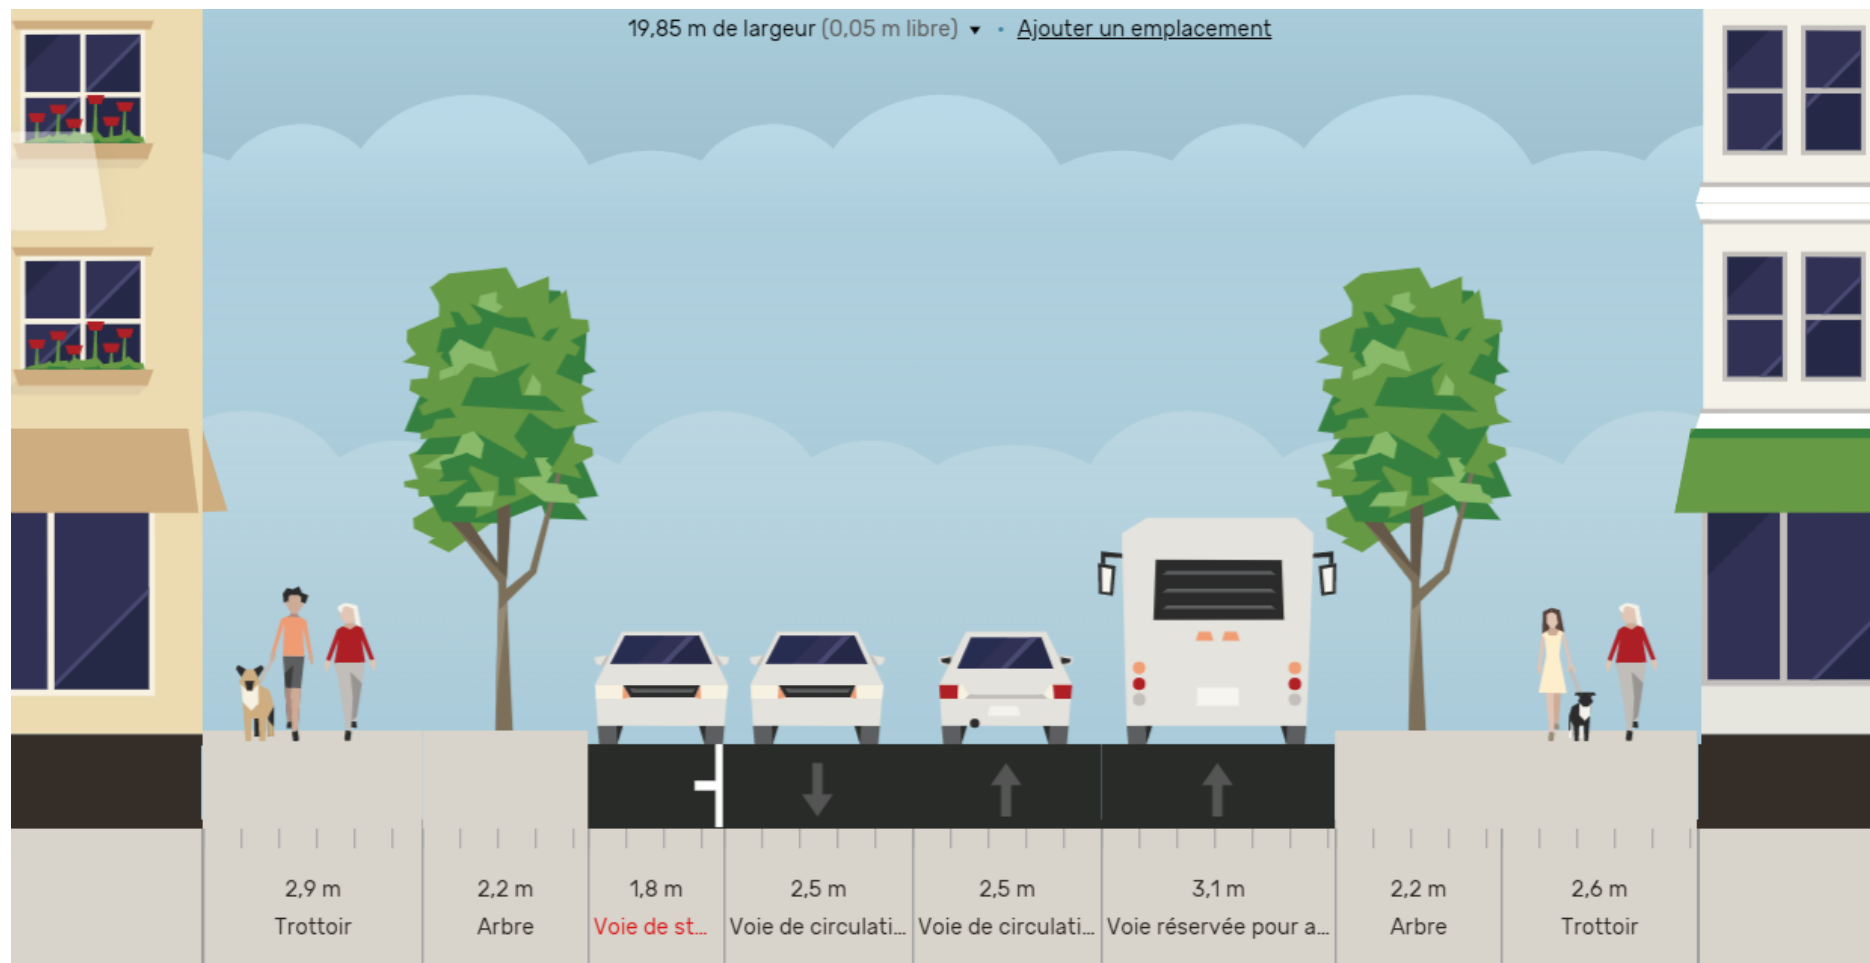 19,85 m de largeur (0,05 m libre) ▾ • Ajouter un emplacement
2,9 m
Trottoir
2,2 m
Arbre
1,8 m
Voie de st...
2,5 m
Voie de circulati...
2,5 m
Voie de circulati...
3,1 m
Voie réservée pour a...
2,2 m
Arbre
2,6 m
Trottoir